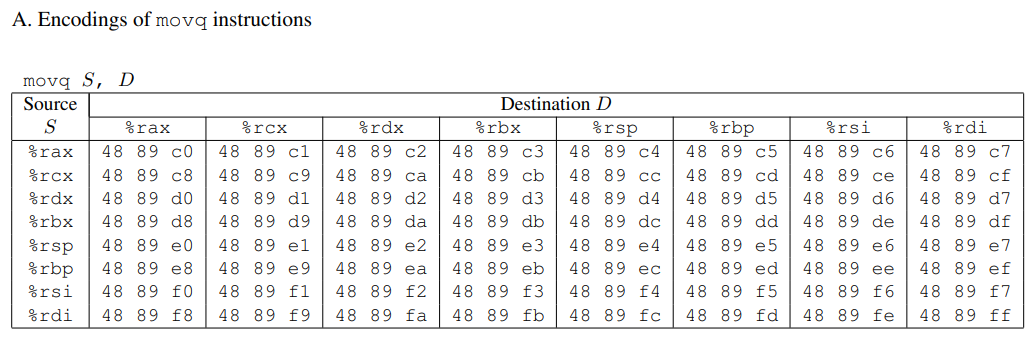 A. Encodings of movq instructions
movq S, D
Source Destination D
S %rax %rcx %rdx %rbx %rsp %rbp %rsi %rdi
%rax 48 89 c0 48 89 c1 48 89 c2 48 89 c3 48 89 c4 48 89 c5 48 89 c6 48 89 c7
%rcx 48 89 c8 48 89 c9 48 89 ca 48 89 cb 48 89 cc 48 89 cd 48 89 ce 48 89 cf
%rdx 48 89 d0 48 89 d1 48 89 d2 48 89 d3 48 89 d4 48 89 d5 48 89 d6 48 89 d7
%rbx 48 89 d8 48 89 d9 48 89 da 48 89 db 48 89 dc 48 89 dd 48 89 de 48 89 df
%rsp 48 89 e0 48 89 e1 48 89 e2 48 89 e3 48 89 e4 48 89 e5 48 89 e6 48 89 e7
%rbp 48 89 e8 48 89 e9 48 89 ea 48 89 eb 48 89 ec 48 89 ed 48 89 ee 48 89 ef
%rsi 48 89 f0 48 89 f1 48 89 f2 48 89 f3 48 89 f4 48 89 f5 48 89 f6 48 89 f7
%rdi 48 89 f8 48 89 f9 48 89 fa 48 89 fb 48 89 fc 48 89 fd 48 89 fe 48 89 ff